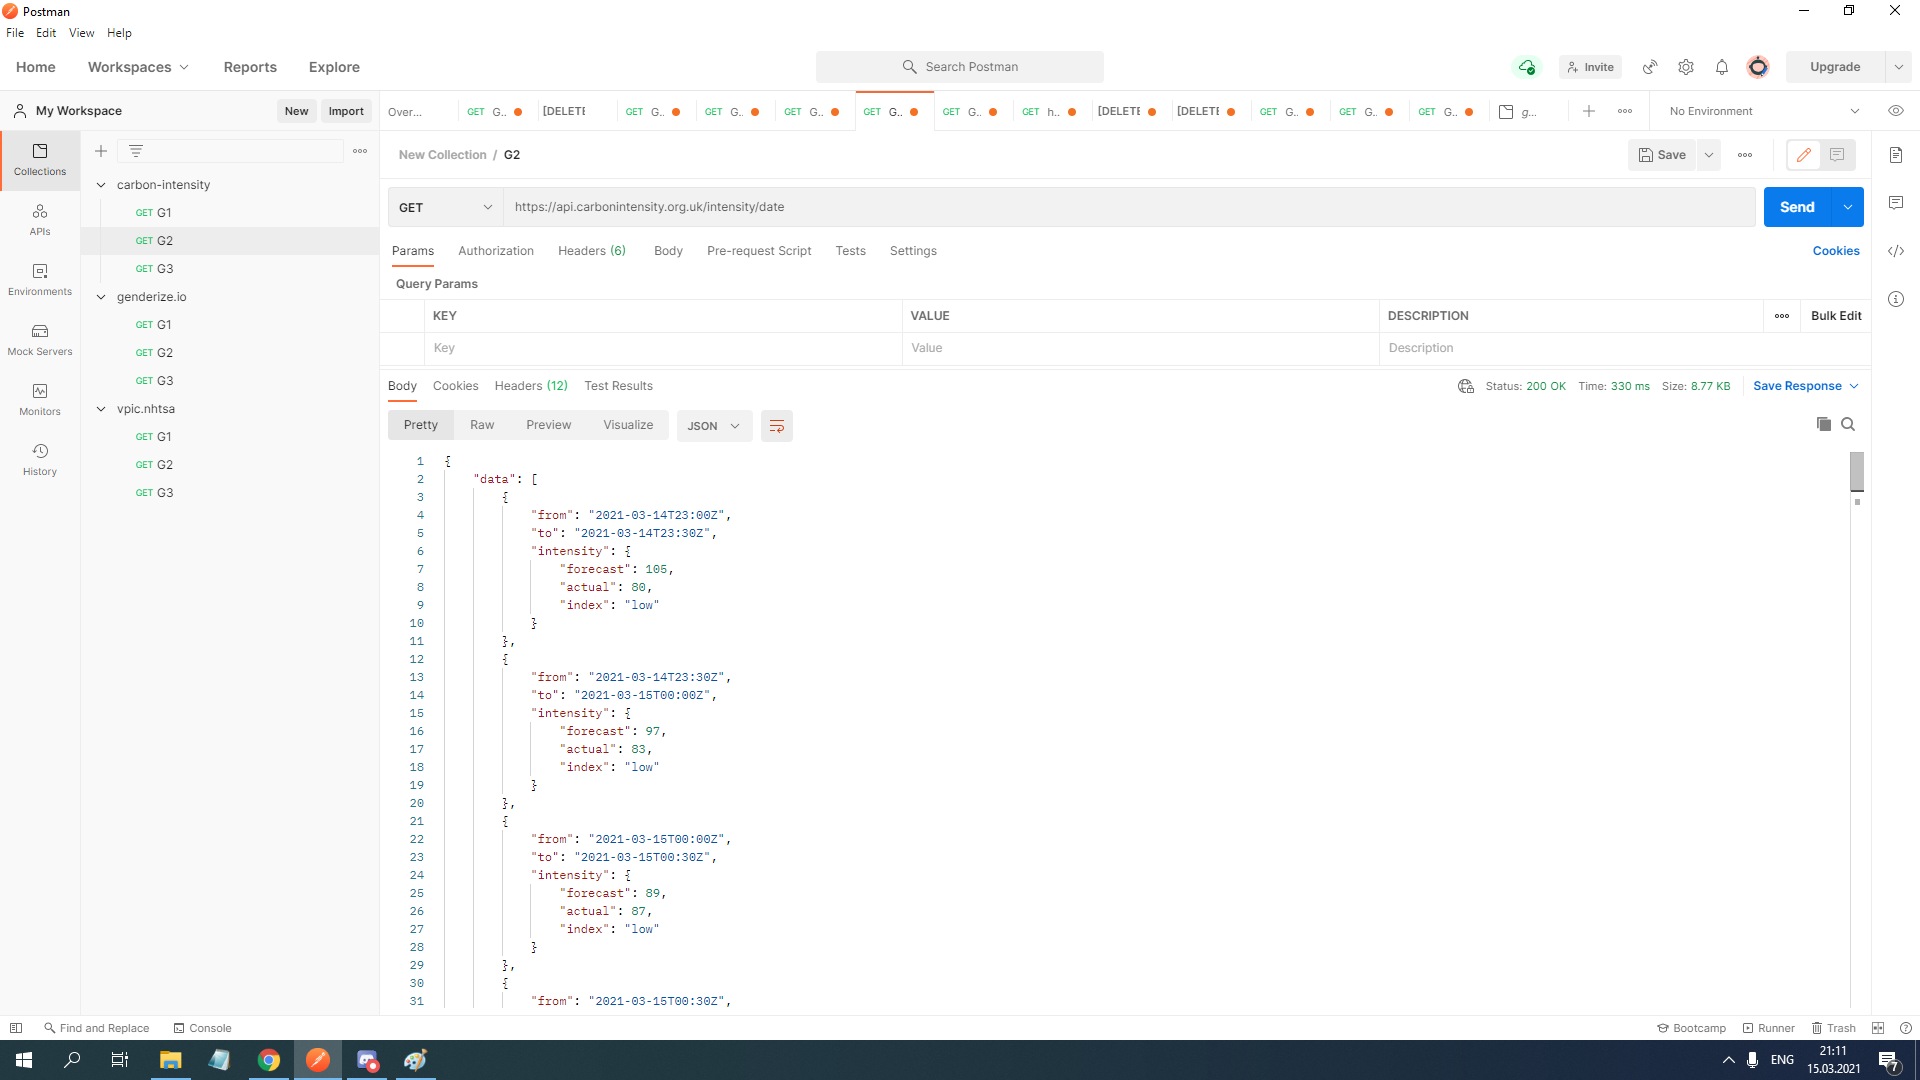 Postman
File Edit View Help
Home Workspaces Reports Explore Search Postman Invite Upgrade
My Workspace New Import Over... GET G.. [DELETE GET G.. GET G.. GET G.. GET G.. GET G.. GET h.. [DELETE [DELETE GET G.. GET G.. GET G.. g... No Environment
New Collection / G2 Save
GET https://api.carbonintensity.org.uk/intensity/date Send
Params Authorization Headers (6) Body Pre-request Script Tests Settings Cookies
Query Params
KEY VALUE DESCRIPTION Bulk Edit
Key Value Description
Body Cookies Headers (12) Test Results Status: 200 OK Time: 330 ms Size: 8.77 KB Save Response
Pretty Raw Preview Visualize JSON
Collections
APIs
Environments
Mock Servers
Monitors
History
carbon-intensity
GET G1
GET G2
GET G3
genderize.io
GET G1
GET G2
GET G3
vpic.nhtsa
GET G1
GET G2
GET G3
1 {
2 "data": [
3 {
4 "from": "2021-03-14T23:00Z",
5 "to": "2021-03-14T23:30Z",
6 "intensity": {
7 "forecast": 105,
8 "actual": 80,
9 "index": "low"
10 }
11 },
12 {
13 "from": "2021-03-14T23:30Z",
14 "to": "2021-03-15T00:00Z",
15 "intensity": {
16 "forecast": 97,
17 "actual": 83,
18 "index": "low"
19 }
20 },
21 {
22 "from": "2021-03-15T00:00Z",
23 "to": "2021-03-15T00:30Z",
24 "intensity": {
25 "forecast": 89,
26 "actual": 87,
27 "index": "low"
28 }
29 },
30 {
31 "from": "2021-03-15T00:30Z",
Find and Replace Console Bootcamp Runner Trash
ENG 21:11
15.03.2021 7